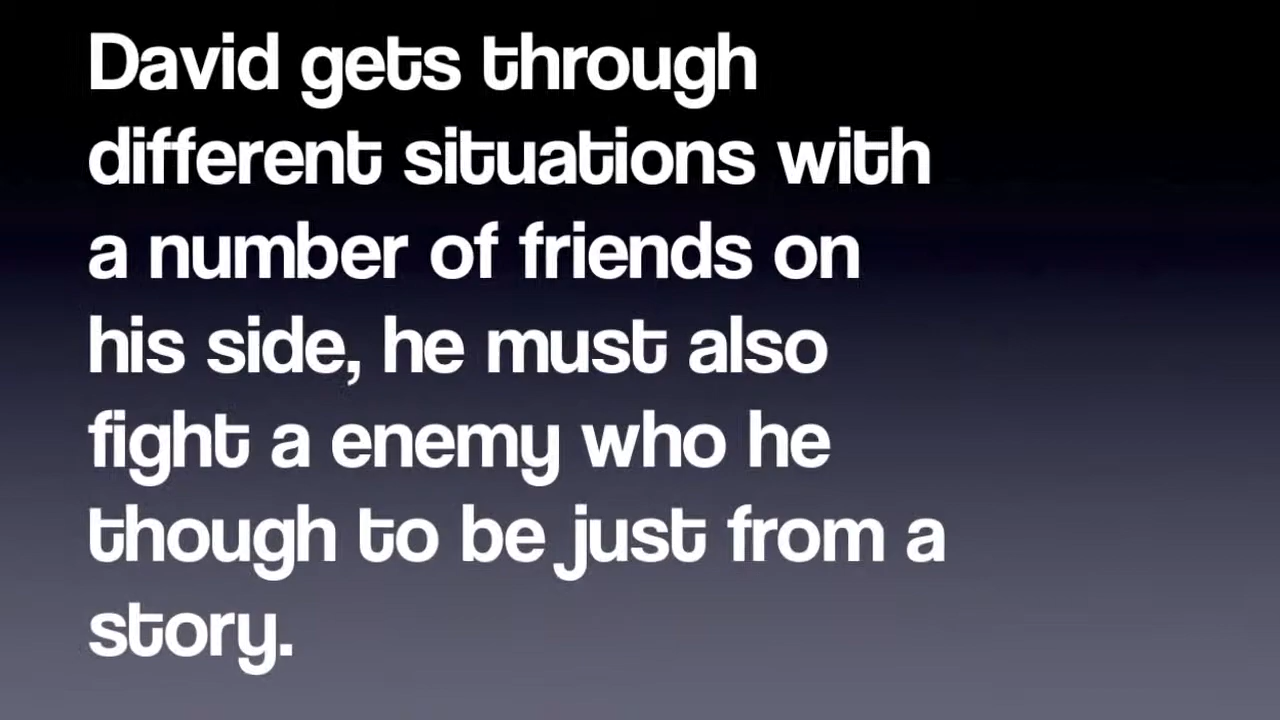 David gets through
different situations with
a number of friends on
his side, he must also
fight a enemy who he
though to be just from a
story.